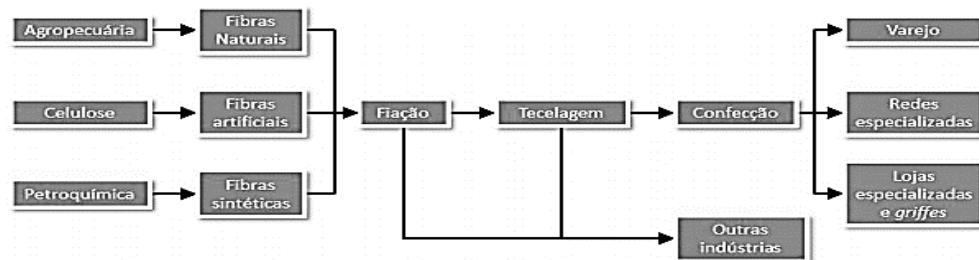 Agropecuária
Fibras
Naturais
Varejo
Celulose
Fibras
artificiais
Fiação
Tecelagem
Confecção
Redes
especializadas
Petroquímica
Fibras
sintéticas
Lojas
especializadas
e griffes
Outras
indústrias